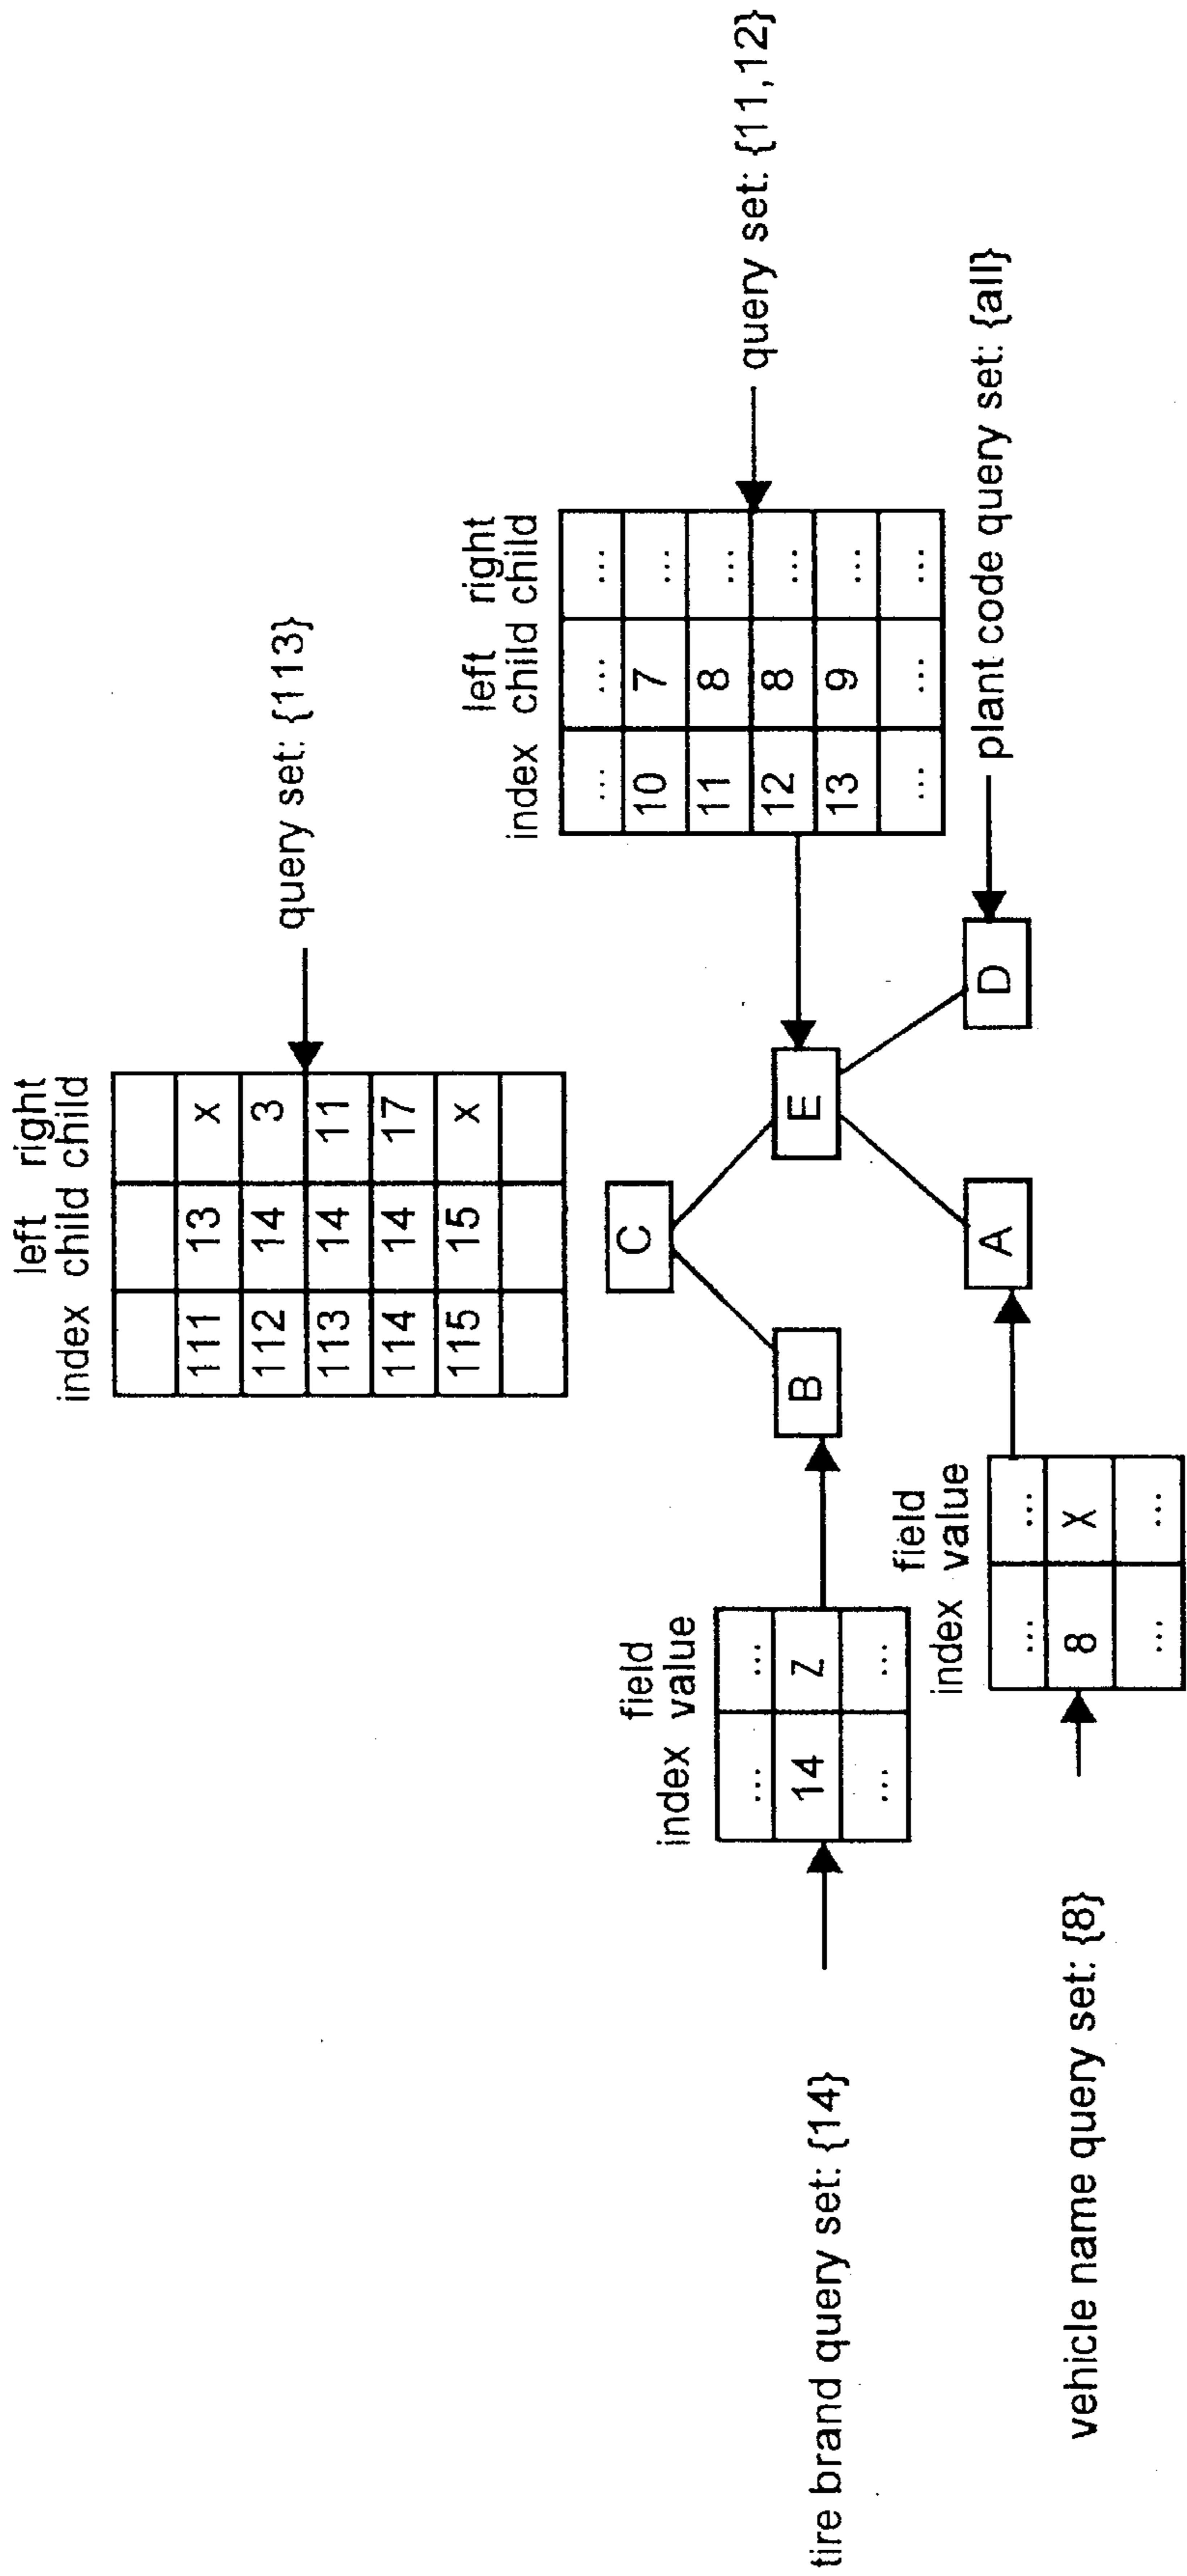 left right
index child child
111 13 x
112 14 3
113 14 11
114 14 17
115 15 x
query set: {113}
C
left right
index child child
... ... ...
10 7 ...
11 8 ...
12 8 ...
13 9 ...
... ... ...
query set: {11,12}
B
E
field
index value
... ...
14 Z
... ...
tire brand query set: {14}
A
D
plant code query set: {all}
field
index value
... ...
8 X
... ...
vehicle name query set: {8}